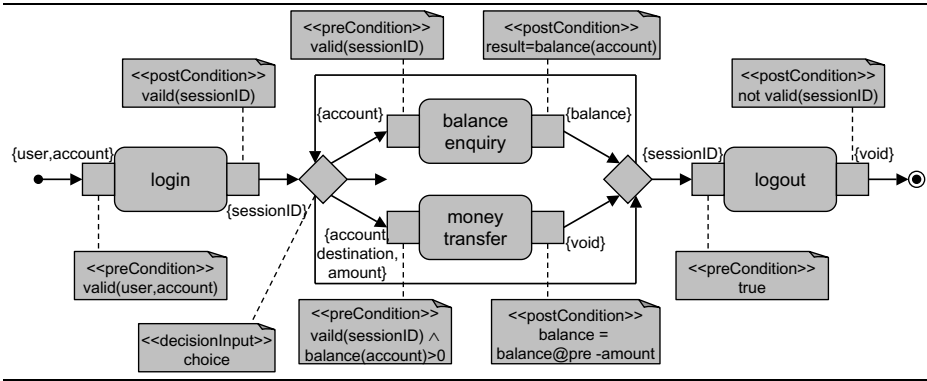 <<preCondition>>
valid(sessionID)
<<postCondition>>
result=balance(account)
<<postCondition>>
vaild(sessionID)
<<postCondition>>
not valid(sessionID)
{account}
balance
enquiry
{balance}
{user,account}
login
{sessionID}
{sessionID}
logout
{void}
money
transfer
{account,
destination,
amount}
{void}
<<preCondition>>
valid(user,account)
<<preCondition>>
true
<<decisionInput>>
choice
<<preCondition>>
vaild(sessionID) ∧
balance(account)>0
<<postCondition>>
balance =
balance@pre -amount